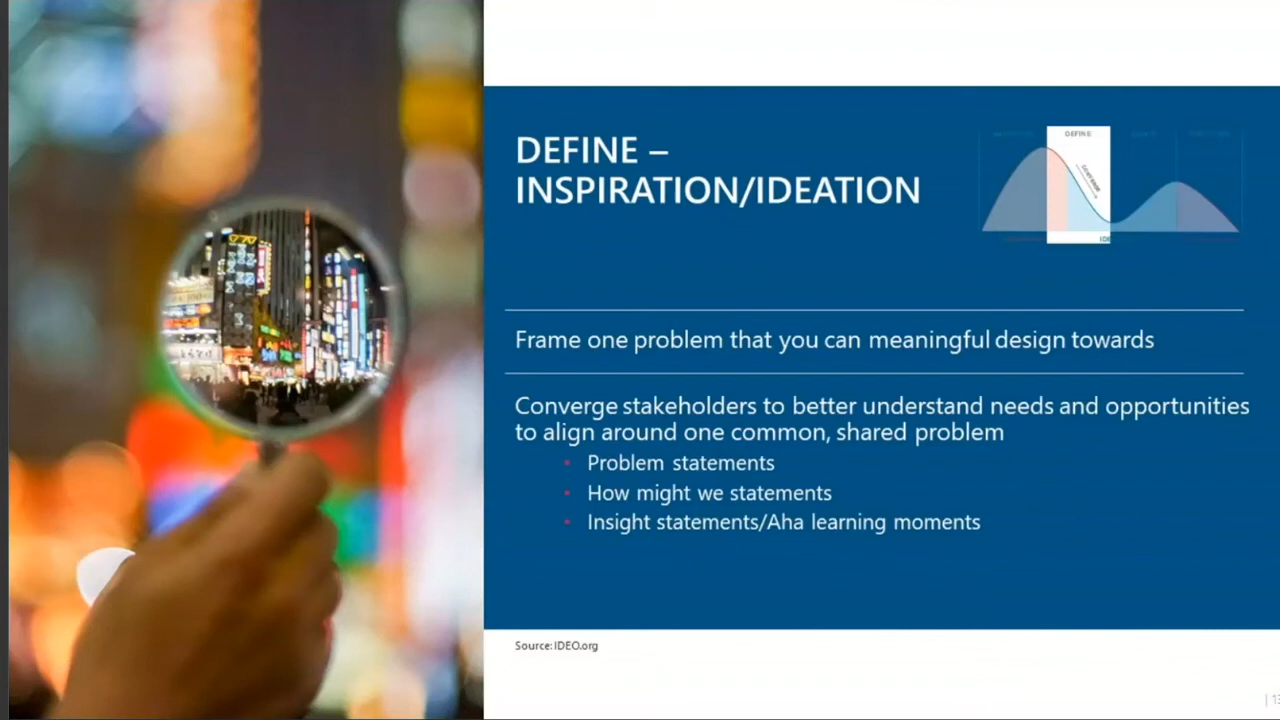 DEFINE –
INSPIRATION/IDEATION
DEFINE
Frame one problem that you can meaningful design towards
Converge stakeholders to better understand needs and opportunities
to align around one common, shared problem
• Problem statements
• How might we statements
• Insight statements/Aha learning moments
Source: IDEO.org